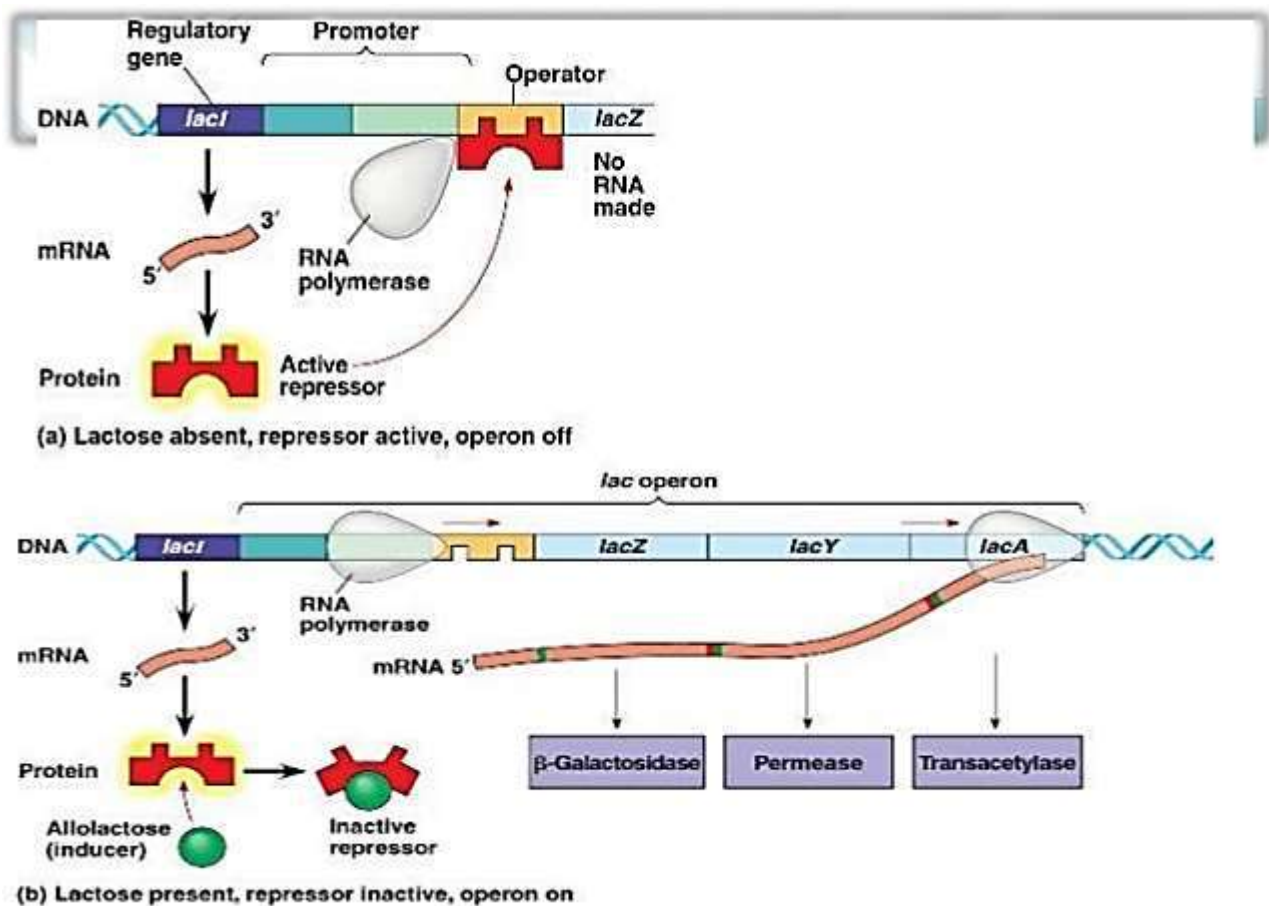 Regulatory
gene
Promoter
Operator
DNA
lacI
lacZ
No
RNA
made
mRNA
5′
3′
RNA
polymerase
Protein
Active
repressor
(a) Lactose absent, repressor active, operon off
lac operon
DNA
lacI
lacZ
lacY
lacA
RNA
polymerase
mRNA
5′
3′
mRNA 5′
Protein
β-Galactosidase
Permease
Transacetylase
Allolactose
(inducer)
Inactive
repressor
(b) Lactose present, repressor inactive, operon on